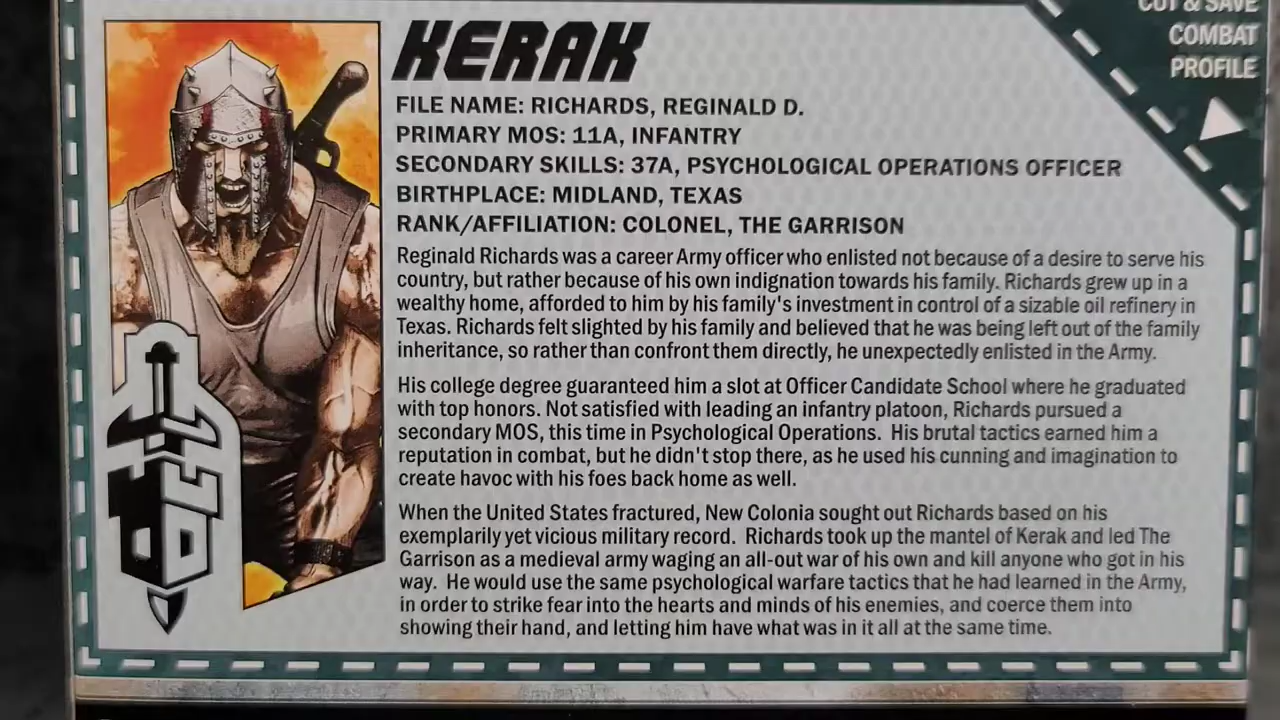 CUT & SAVE
COMBAT
PROFILE
KERAK
FILE NAME: RICHARDS, REGINALD D.
PRIMARY MOS: 11A, INFANTRY
SECONDARY SKILLS: 37A, PSYCHOLOGICAL OPERATIONS OFFICER
BIRTHPLACE: MIDLAND, TEXAS
RANK/AFFILIATION: COLONEL, THE GARRISON
Reginald Richards was a career Army officer who enlisted not because of a desire to serve his
country, but rather because of his own indignation towards his family. Richards grew up in a
wealthy home, afforded to him by his family's investment in control of a sizable oil refinery in
Texas. Richards felt slighted by his family and believed that he was being left out of the family
inheritance, so rather than confront them directly, he unexpectedly enlisted in the Army.
His college degree guaranteed him a slot at Officer Candidate School where he graduated
with top honors. Not satisfied with leading an infantry platoon, Richards pursued a
secondary MOS, this time in Psychological Operations. His brutal tactics earned him a
reputation in combat, but he didn't stop there, as he used his cunning and imagination to
create havoc with his foes back home as well.
When the United States fractured, New Colonia sought out Richards based on his
exemplarily yet vicious military record. Richards took up the mantel of Kerak and led The
Garrison as a medieval army waging an all-out war of his own and kill anyone who got in his
way. He would use the same psychological warfare tactics that he had learned in the Army,
in order to strike fear into the hearts and minds of his enemies, and coerce them into
showing their hand, and letting him have what was in it all at the same time.